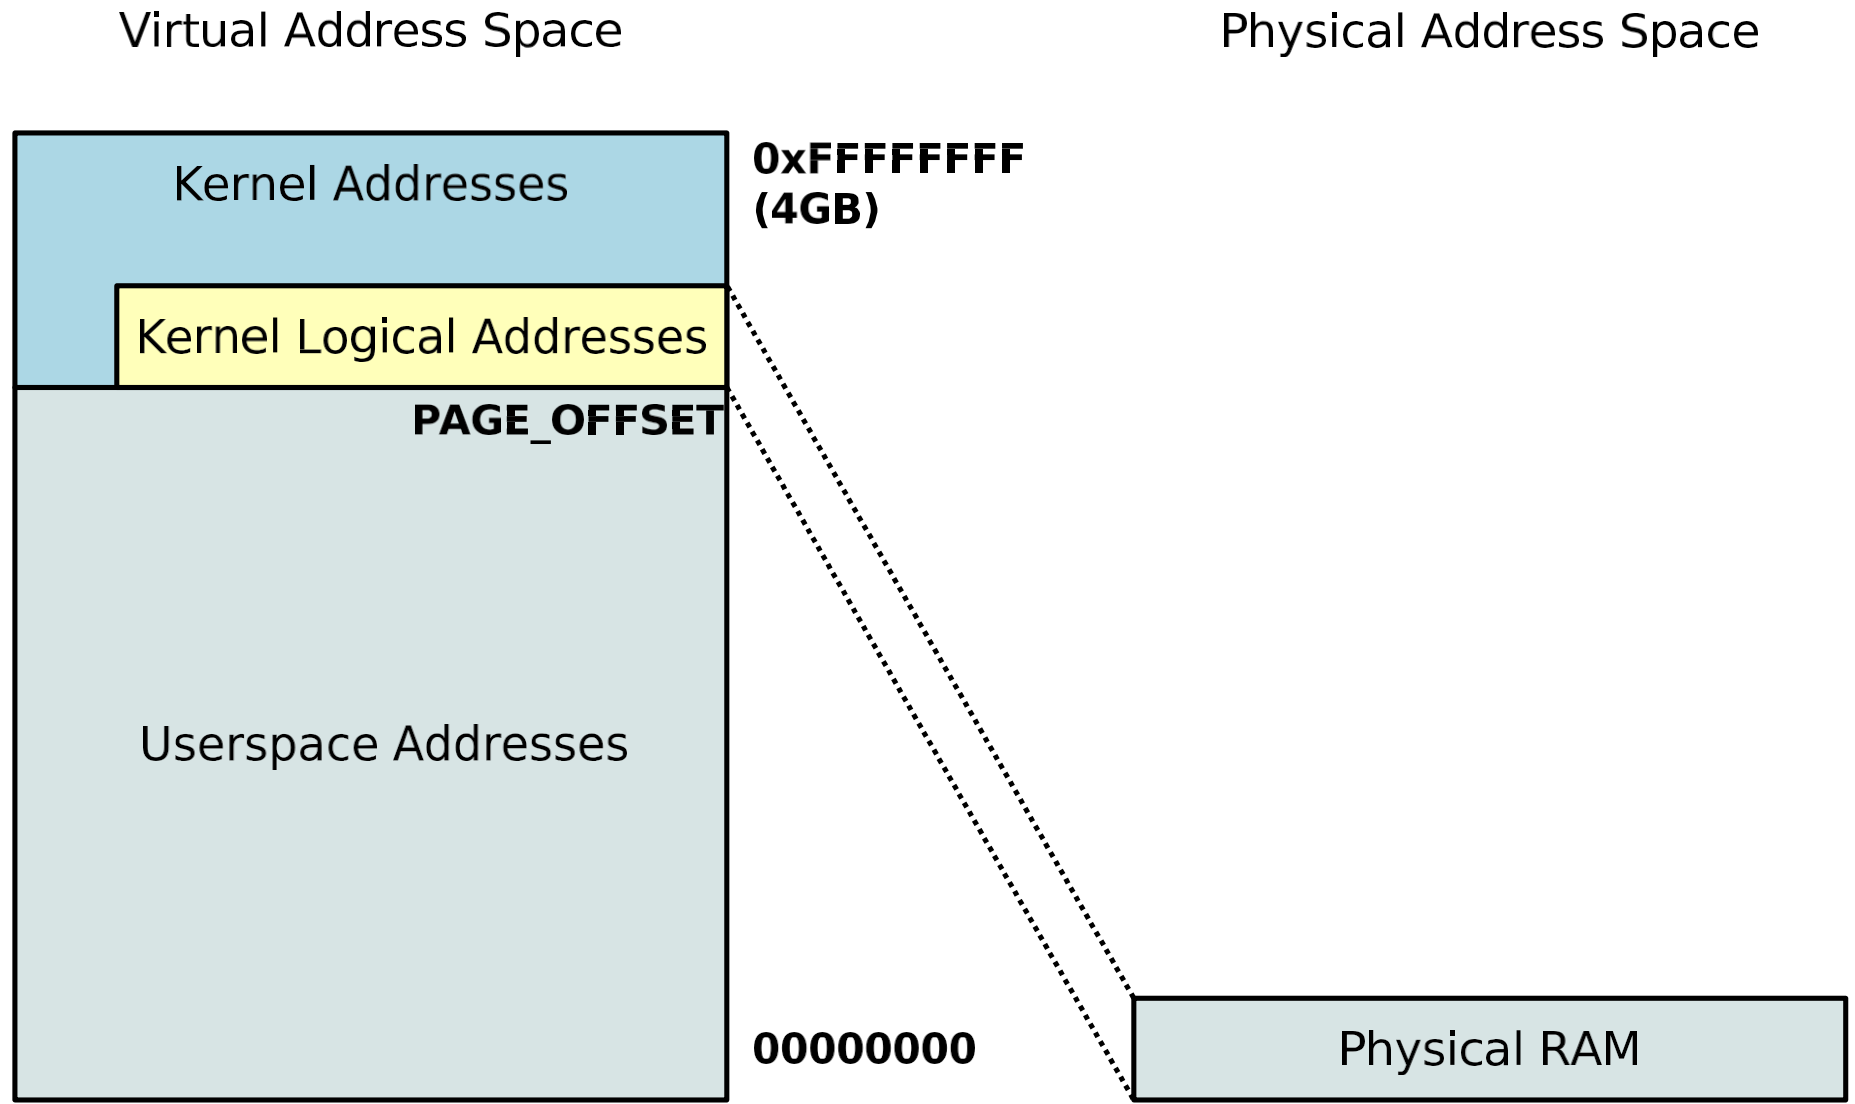 Virtual Address Space
Physical Address Space
Kernel Addresses
0xFFFFFFFF
(4GB)
Kernel Logical Addresses
PAGE_OFFSET
Userspace Addresses
00000000
Physical RAM